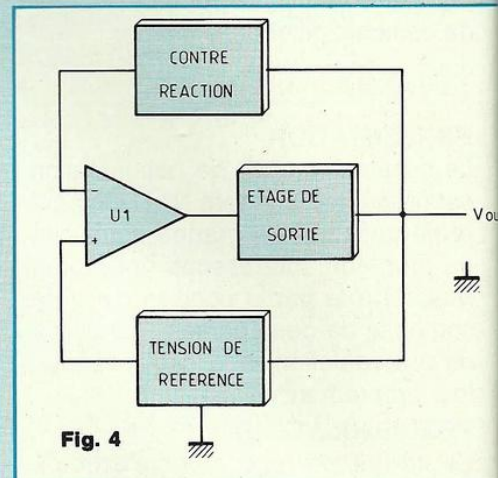 CONTRE
REACTION
-
U1
+
ETAGE DE
SORTIE
TENSION DE
REFERENCE
Fig. 4